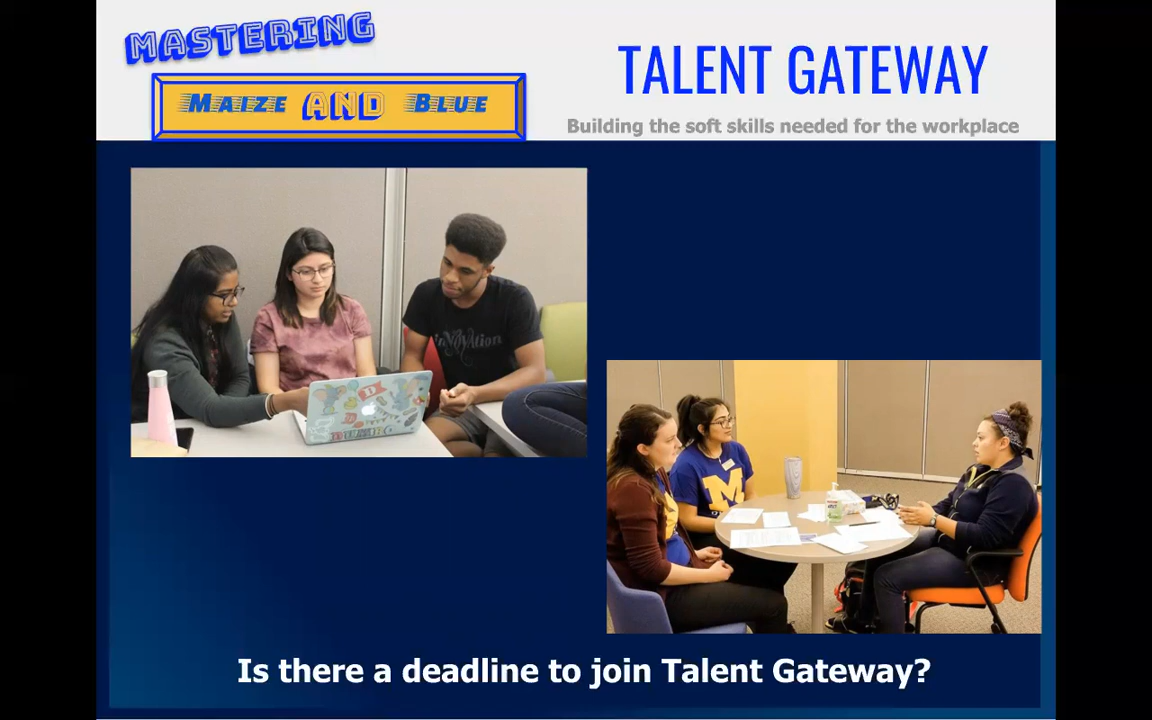 MASTERING
MAIZE AND BLUE
TALENT GATEWAY
Building the soft skills needed for the workplace
inNOVAtion
M
Is there a deadline to join Talent Gateway?